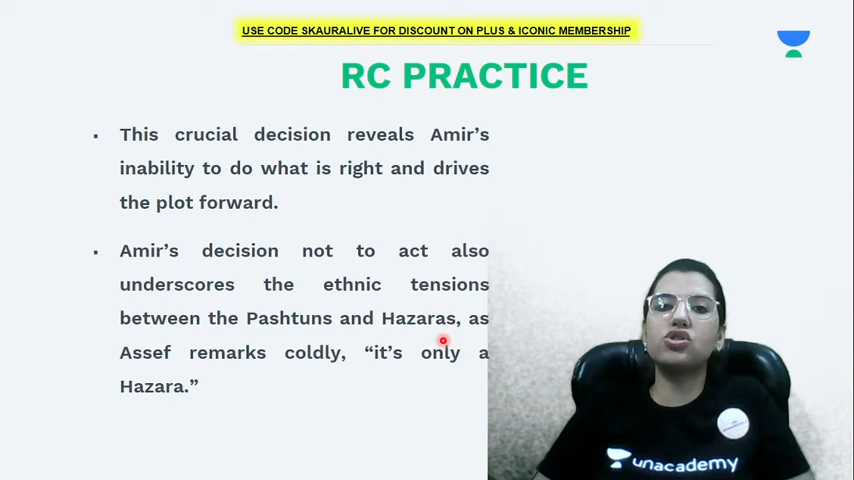 USE CODE SKAURALIVE FOR DISCOUNT ON PLUS & ICONIC MEMBERSHIP
RC PRACTICE
▪ This crucial decision reveals Amir’s
inability to do what is right and drives
the plot forward.
▪ Amir’s decision not to act also
underscores the ethnic tensions
between the Pashtuns and Hazaras, as
Assef remarks coldly, “it’s only a
Hazara.”
unacademy